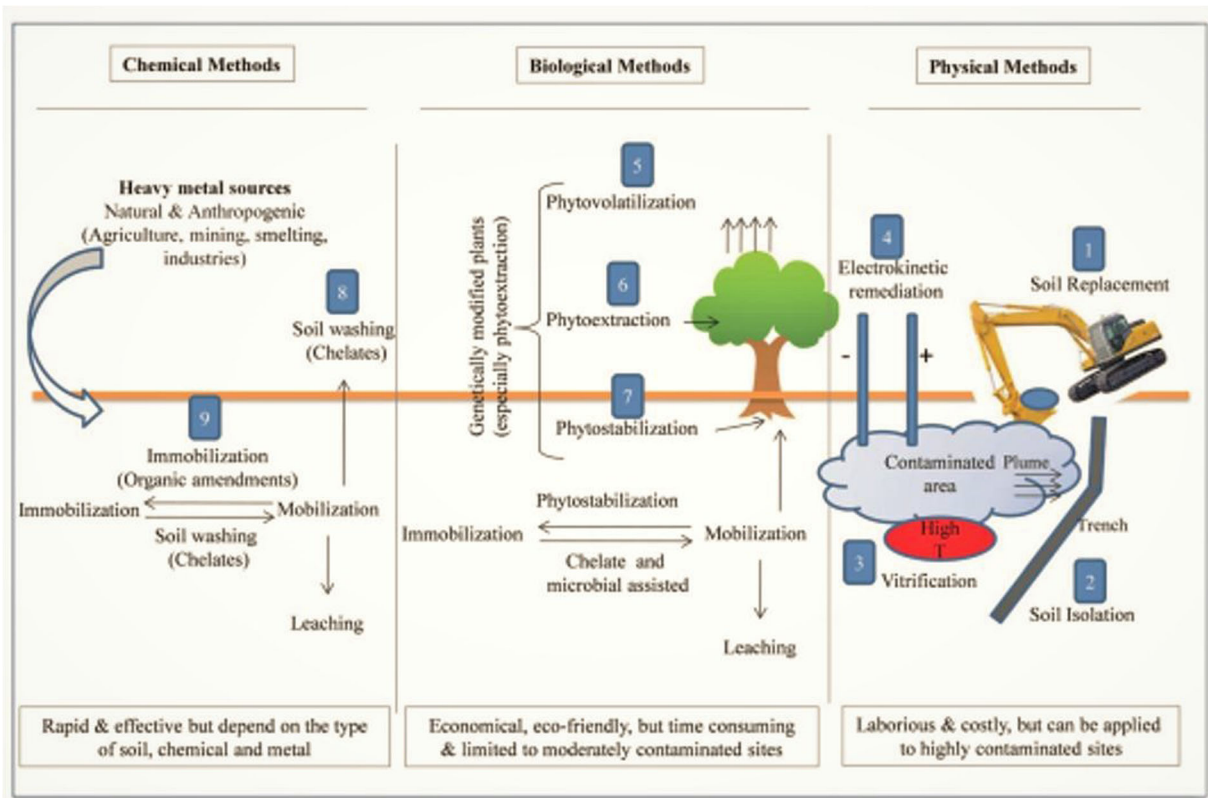 Chemical Methods
Heavy metal sources
Natural & Anthropogenic
(Agriculture, mining, smelting,
industries)
8
Soil washing
(Chelates)
9
Immobilization
(Organic amendments)
Immobilization
Mobilization
Soil washing
(Chelates)
Leaching
Rapid & effective but depend on the type
of soil, chemical and metal
Biological Methods
5
Phytovolatilization
Genetically modified plants
(especially phytoextraction)
6
Phytoextraction
7
Phytostabilization
Phytostabilization
Immobilization
Mobilization
Chelate and
microbial assisted
Leaching
Economical, eco-friendly, but time consuming
& limited to moderately contaminated sites
Physical Methods
4
Electrokinetic
remediation
-
+
1
Soil Replacement
Contaminated
area
Plume
High
T
Trench
3
Vitrification
2
Soil Isolation
Laborious & costly, but can be applied
to highly contaminated sites